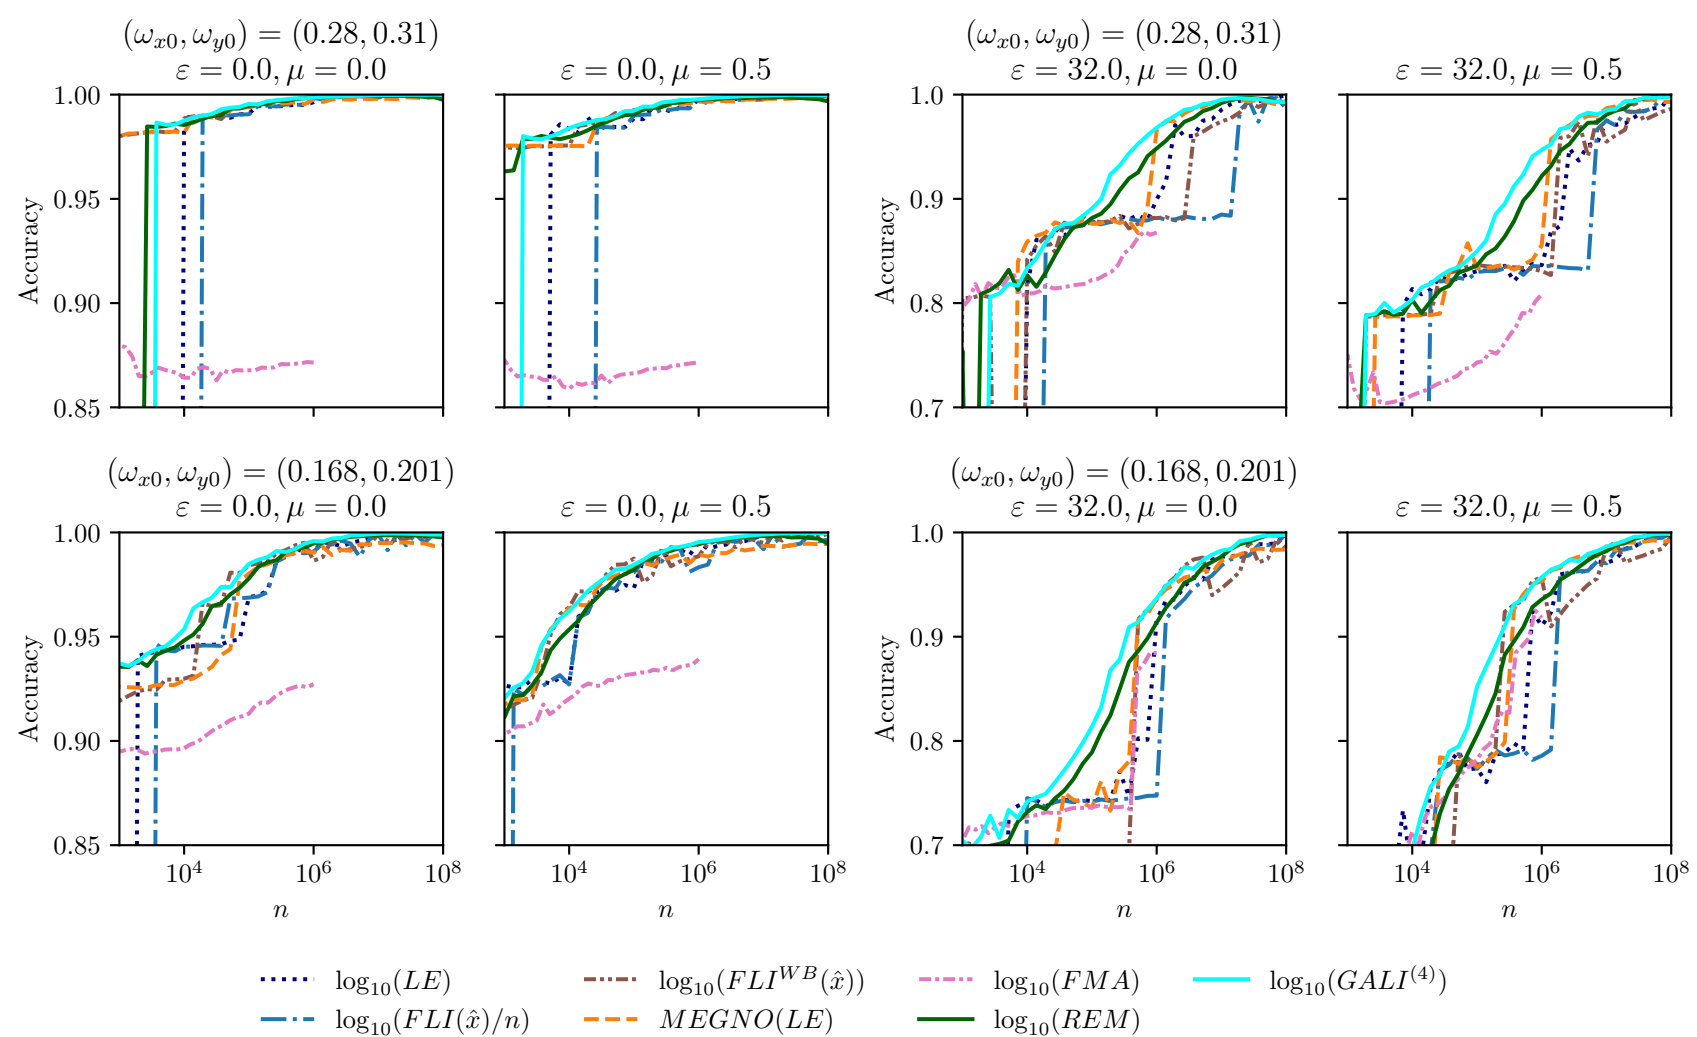 (ω_{x0}, ω_{y0}) = (0.28, 0.31)
ε = 0.0, μ = 0.0
ε = 0.0, μ = 0.5
(ω_{x0}, ω_{y0}) = (0.28, 0.31)
ε = 32.0, μ = 0.0
ε = 32.0, μ = 0.5
1.00
0.95
0.90
0.85
Accuracy
1.0
0.9
0.8
0.7
Accuracy
(ω_{x0}, ω_{y0}) = (0.168, 0.201)
ε = 0.0, μ = 0.0
ε = 0.0, μ = 0.5
(ω_{x0}, ω_{y0}) = (0.168, 0.201)
ε = 32.0, μ = 0.0
ε = 32.0, μ = 0.5
1.00
0.95
0.90
0.85
Accuracy
1.0
0.9
0.8
0.7
Accuracy
10^4 10^6 10^8
10^4 10^6 10^8
10^4 10^6 10^8
10^4 10^6 10^8
n
n
n
n
log_{10}(LE)
log_{10}(FLI^{WB}(x̂))
log_{10}(FMA)
log_{10}(GALI^{(4)})
log_{10}(FLI(x̂)/n)
MEGNO(LE)
log_{10}(REM)